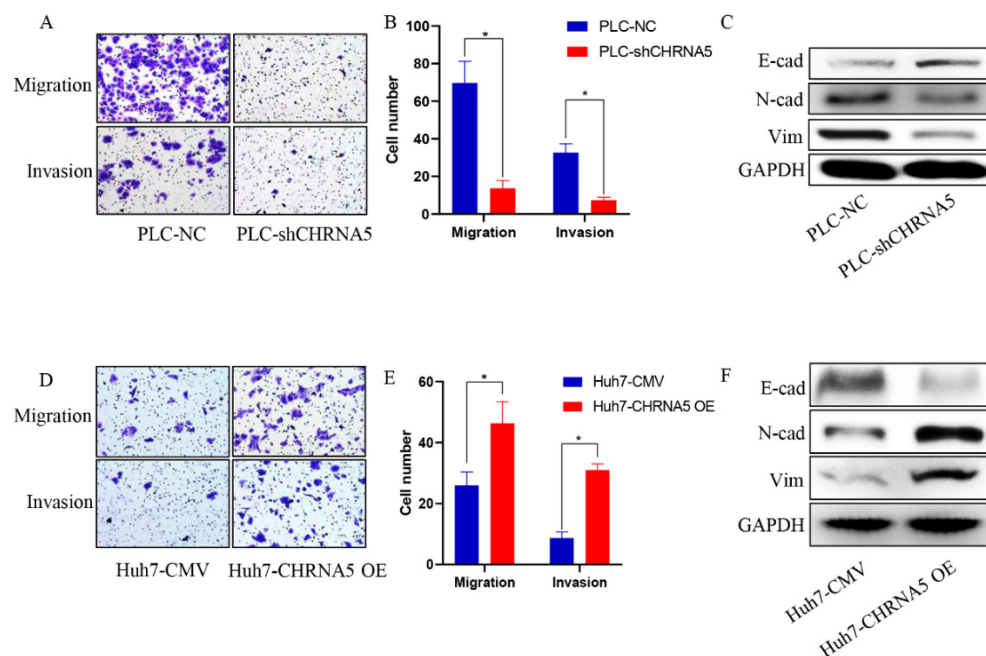 A
Migration
Invasion
PLC-NC PLC-shCHRNA5
B
PLC-NC
PLC-shCHRNA5
*
*
Cell number
100
80
60
40
20
0
Migration Invasion
C
E-cad
N-cad
Vim
GAPDH
PLC-NC
PLC-shCHRNA5
D
Migration
Invasion
Huh7-CMV Huh7-CHRNA5 OE
E
Huh7-CMV
Huh7-CHRNA5 OE
*
*
Cell number
60
40
20
0
Migration Invasion
F
E-cad
N-cad
Vim
GAPDH
Huh7-CMV
Huh7-CHRNA5 OE